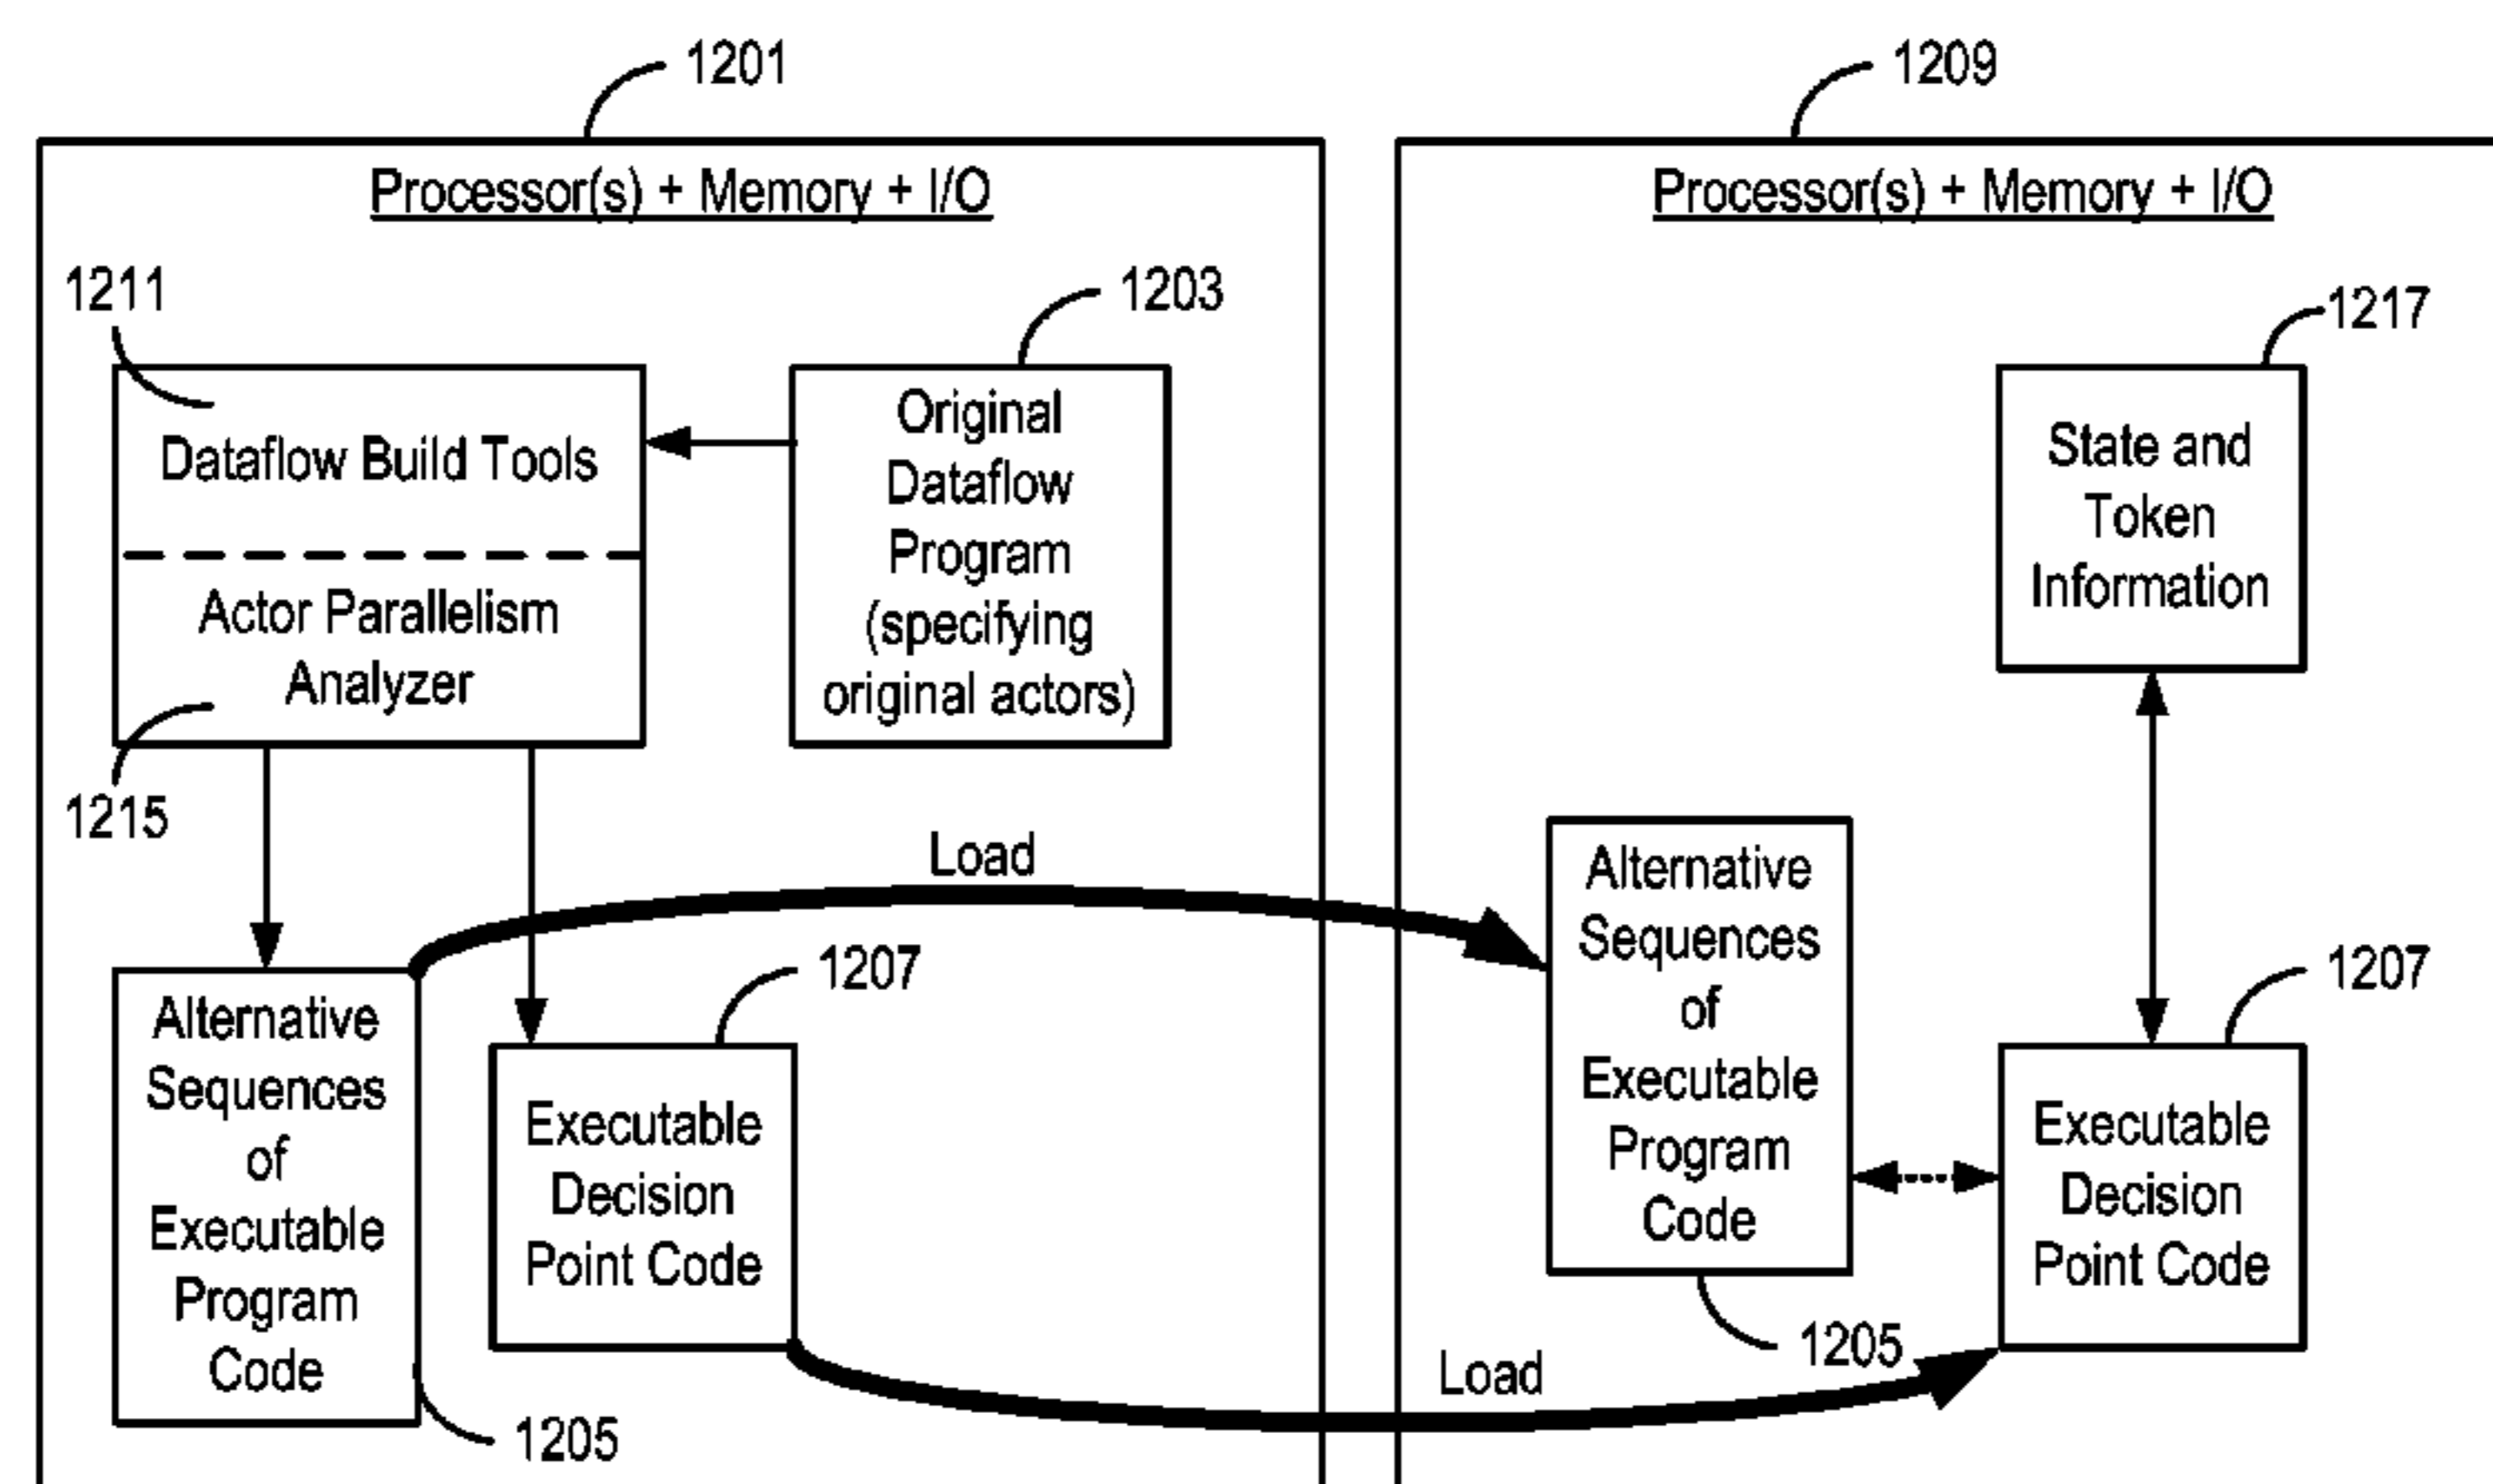 1201
1209
Processor(s) + Memory + I/O
Processor(s) + Memory + I/O
1211
1203
1217
Dataflow Build Tools
Actor Parallelism
Analyzer
1215
Original
Dataflow
Program
(specifying
original actors)
State and
Token
Information
Load
Alternative
Sequences
of
Executable
Program
Code
1205
1207
Executable
Decision
Point Code
Alternative
Sequences
of
Executable
Program
Code
1205
1207
Executable
Decision
Point Code
Load